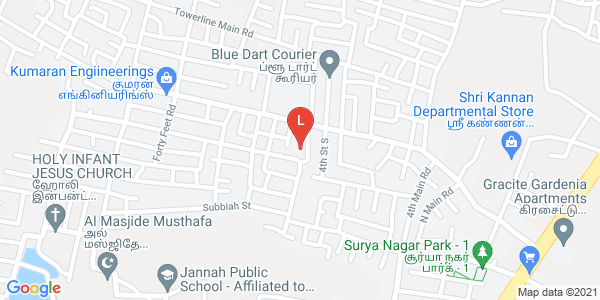 Towerline Main Rd
Blue Dart Courier
ப்ளூ டார்ட்
கூரியர்
Kumaran Engiineerings
குமரன்
எங்கினியரிங்ஸ்
Shri Kannan
Departmental Store
ஸ்ரீ கண்ணன்...
L
Forty Feet Rd
4th St S
HOLY INFANT
JESUS CHURCH
ஹோலி
இன்பன்ட்...
4th Main Rd
N Main Rd
Gracite Gardenia
Apartments
கிரசைட்...
Subbiah St
Al Masjide Musthafa
அல்
மஸ்ஜிதே...
Surya Nagar Park - 1
சூர்யா நகர்
பார்க் - 1
Jannah Public
School - Affiliated to...
Google
Map data ©2021